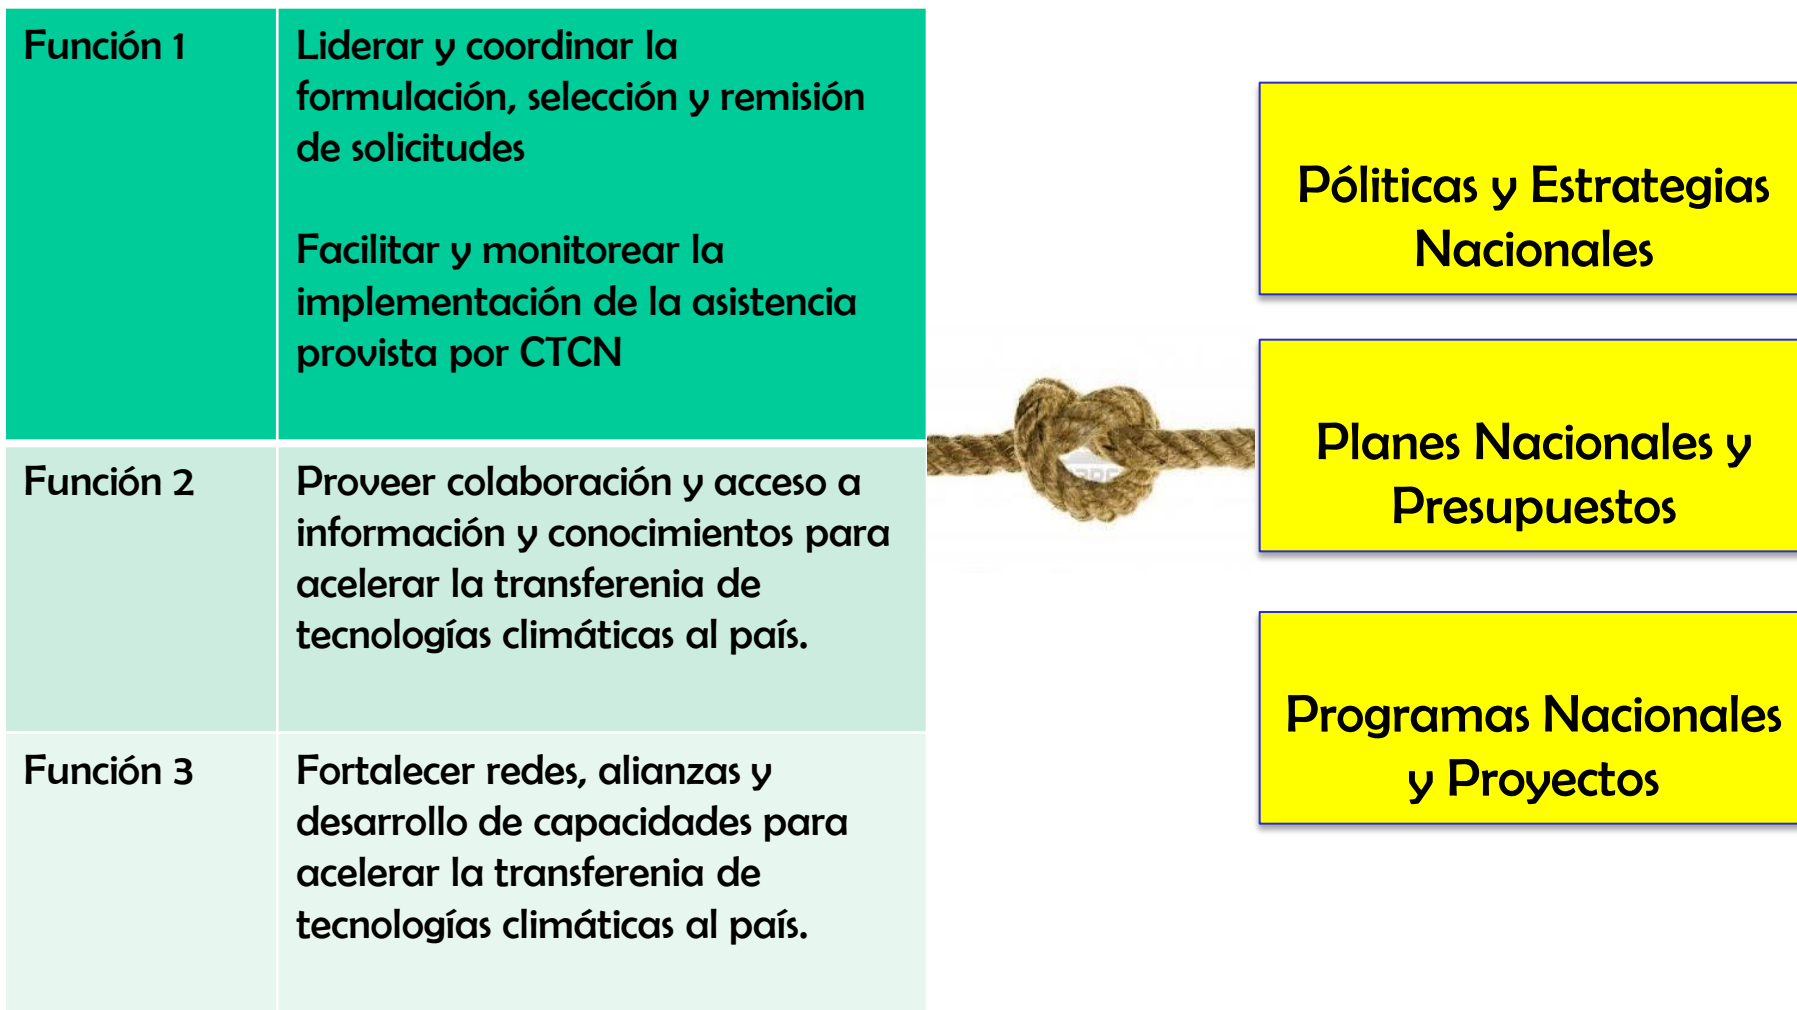 Función 1
Liderar y coordinar la
formulación, selección y remisión
de solicitudes
Facilitar y monitorear la
implementación de la asistencia
provista por CTCN
Función 2
Proveer colaboración y acceso a
información y conocimientos para
acelerar la transferenia de
tecnologías climáticas al país.
Función 3
Fortalecer redes, alianzas y
desarrollo de capacidades para
acelerar la transferenia de
tecnologías climáticas al país.
Póliticas y Estrategias
Nacionales
Planes Nacionales y
Presupuestos
Programas Nacionales
y Proyectos